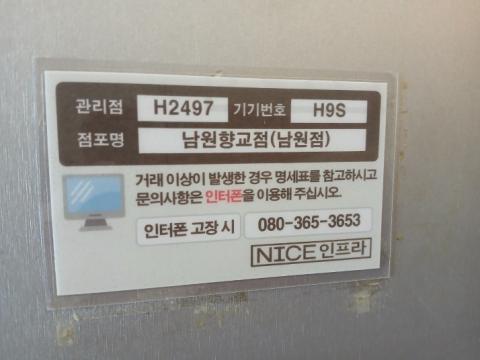 관리점 H2497 기기번호 H9S
점포명 남원향교점(남원점)
거래 이상이 발생한 경우 명세표를 참고하시고
문의사항은 인터폰을 이용해 주십시오.
인터폰 고장 시 080-365-3653
NICE인프라